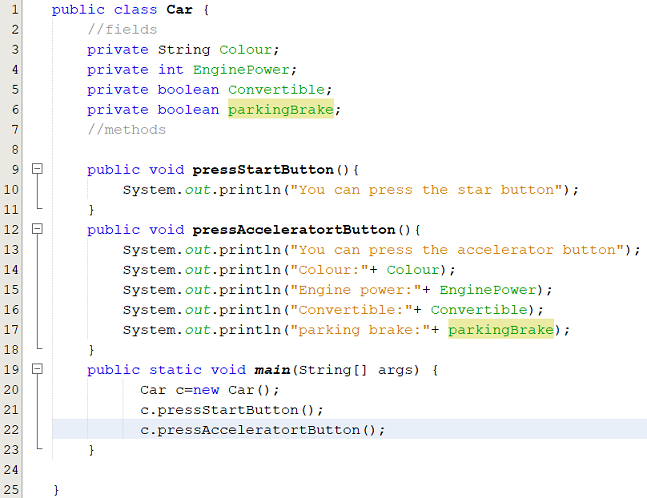 1 public class Car {
2 //fields
3 private String Colour;
4 private int EnginePower;
5 private boolean Convertible;
6 private boolean parkingBrake;
7 //methods
8
9 public void pressStartButton(){
10 System.out.println("You can press the star button");
11 }
12 public void pressAcceleratortButton(){
13 System.out.println("You can press the accelerator button");
14 System.out.println("Colour:"+ Colour);
15 System.out.println("Engine power:"+ EnginePower);
16 System.out.println("Convertible:"+ Convertible);
17 System.out.println("parking brake:"+ parkingBrake);
18 }
19 public static void main(String[] args) {
20 Car c=new Car();
21 c.pressStartButton();
22 c.pressAcceleratortButton();
23 }
24
25 }